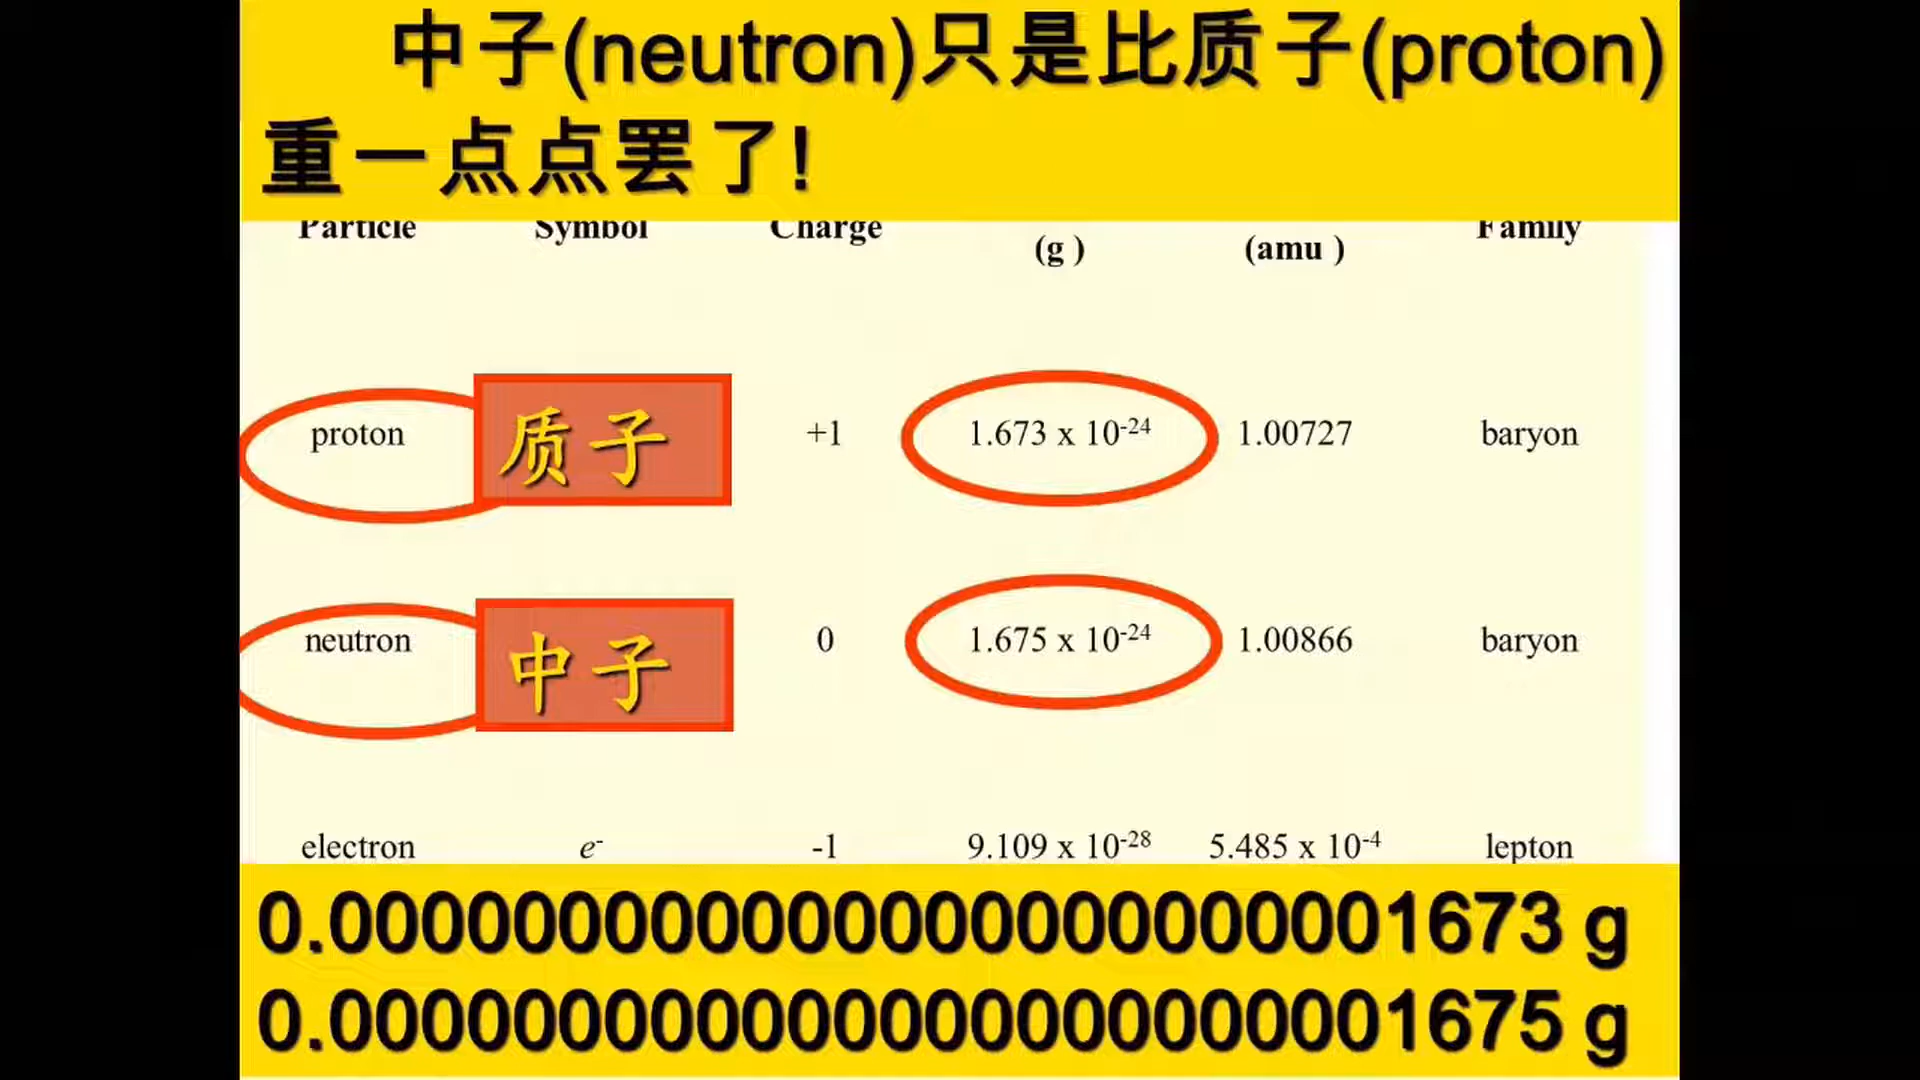 中子(neutron)只是比质子(proton)
重一点点罢了!
Particle Symbol Charge (g ) (amu ) Family
proton 质子 +1 1.673 x 10⁻²⁴ 1.00727 baryon
neutron 中子 0 1.675 x 10⁻²⁴ 1.00866 baryon
electron e⁻ -1 9.109 x 10⁻²⁸ 5.485 x 10⁻⁴ lepton
0.000000000000000000000001673 g
0.000000000000000000000001675 g